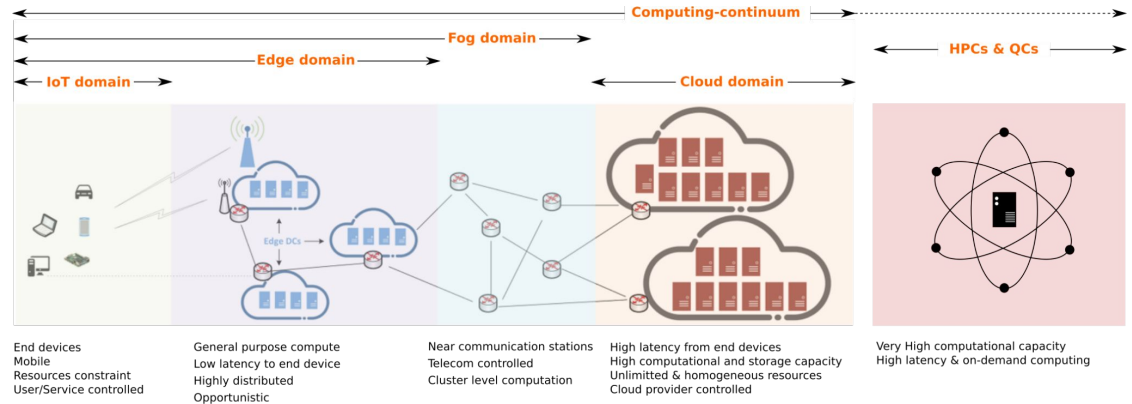 Computing-continuum
Fog domain
Edge domain
IoT domain
Cloud domain
HPCs & QCs
Edge DCs
End devices
Mobile
Resources constraint
User/Service controlled
General purpose compute
Low latency to end device
Highly distributed
Opportunistic
Near communication stations
Telecom controlled
Cluster level computation
High latency from end devices
High computational and storage capacity
Unlimitted & homogeneous resources
Cloud provider controlled
Very High computational capacity
High latency & on-demand computing